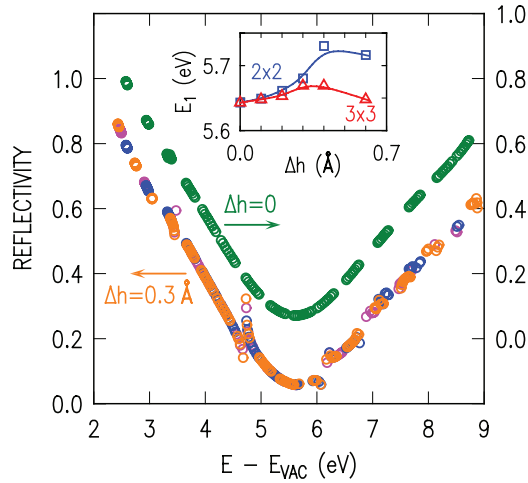 1.0
0.8
0.6
0.4
0.2
0.0
REFLECTIVITY
8.0
6.0
4.0
2.0
0.0
2 3 4 5 6 7 8 9
E − E_VAC (eV)
Δh=0
Δh=0.3 Å
5.7
5.6
E₁ (eV)
2x2
3x3
0.0 0.7
Δh (Å)